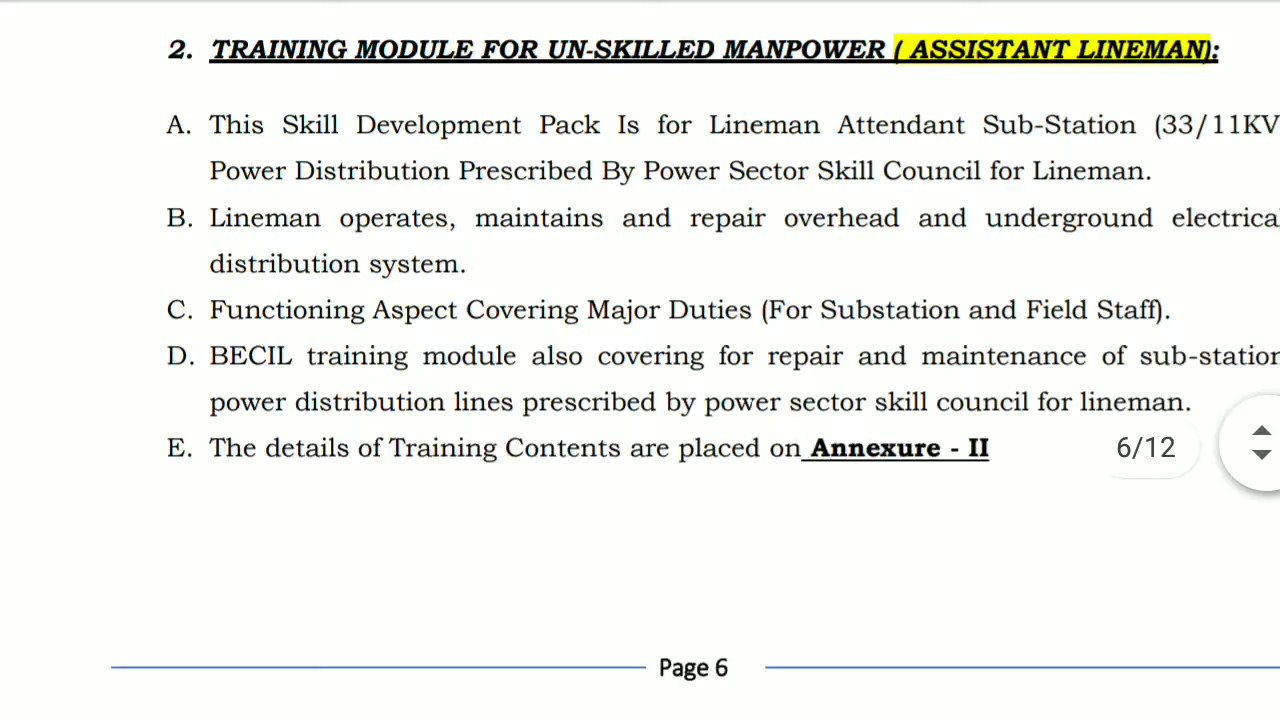 2. TRAINING MODULE FOR UN-SKILLED MANPOWER ( ASSISTANT LINEMAN):
A. This Skill Development Pack Is for Lineman Attendant Sub-Station (33/11KV
Power Distribution Prescribed By Power Sector Skill Council for Lineman.
B. Lineman operates, maintains and repair overhead and underground electrical
distribution system.
C. Functioning Aspect Covering Major Duties (For Substation and Field Staff).
D. BECIL training module also covering for repair and maintenance of sub-station
power distribution lines prescribed by power sector skill council for lineman.
E. The details of Training Contents are placed on Annexure - II
6/12
Page 6